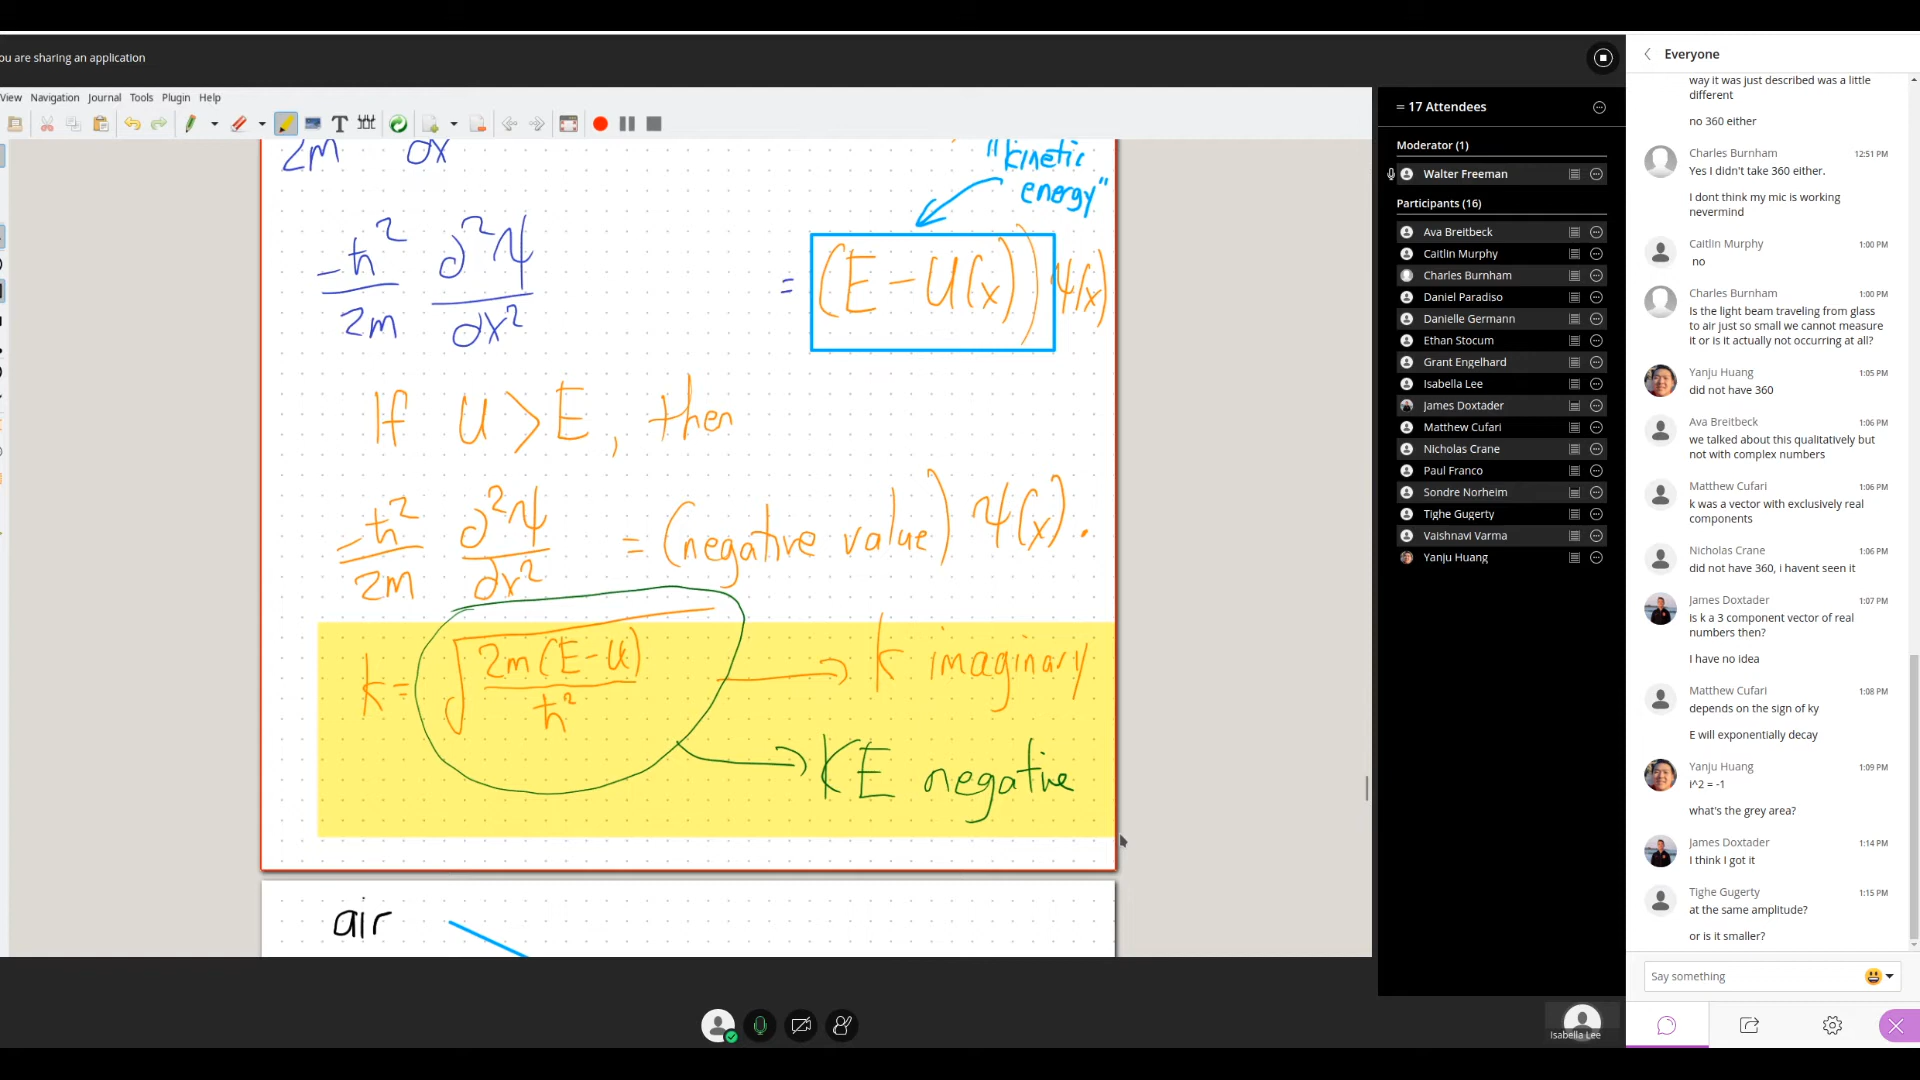 ou are sharing an application
View Navigation Journal Tools Plugin Help
2m ∂x
"kinetic
energy"
-ħ²/2m ∂²ψ/∂x² = (E - U(x)) ψ(x)
If U > E, then
-ħ²/2m ∂²ψ/∂x² = (negative value) ψ(x).
k = √(2m(E-U)/ħ²) → k imaginary
→ KE negative
air
17 Attendees
Moderator (1)
Walter Freeman
Participants (16)
Ava Breitbeck
Caitlin Murphy
Charles Burnham
Daniel Paradiso
Danielle Germann
Ethan Stocum
Grant Engelhard
Isabella Lee
James Doxtader
Matthew Cufari
Nicholas Crane
Paul Franco
Sondre Norheim
Tighe Gugerty
Vaishnavi Varma
Yanju Huang
Isabella Lee
Everyone
way it was just described was a little
different
no 360 either
Charles Burnham 12:51 PM
Yes I didn't take 360 either.
I dont think my mic is working
nevermind
Caitlin Murphy 1:00 PM
no
Charles Burnham 1:00 PM
Is the light beam traveling from glass
to air just so small we cannot measure
it or is it actually not occurring at all?
Yanju Huang 1:05 PM
did not have 360
Ava Breitbeck 1:06 PM
we talked about this qualitatively but
not with complex numbers
Matthew Cufari 1:06 PM
k was a vector with exclusively real
components
Nicholas Crane 1:06 PM
did not have 360, i havent seen it
James Doxtader 1:07 PM
Is k a 3 component vector of real
numbers then?
I have no idea
Matthew Cufari 1:08 PM
depends on the sign of ky
E will exponentially decay
Yanju Huang 1:09 PM
i^2 = -1
what's the grey area?
James Doxtader 1:14 PM
I think I got it
Tighe Gugerty 1:15 PM
at the same amplitude?
or is it smaller?
Say something